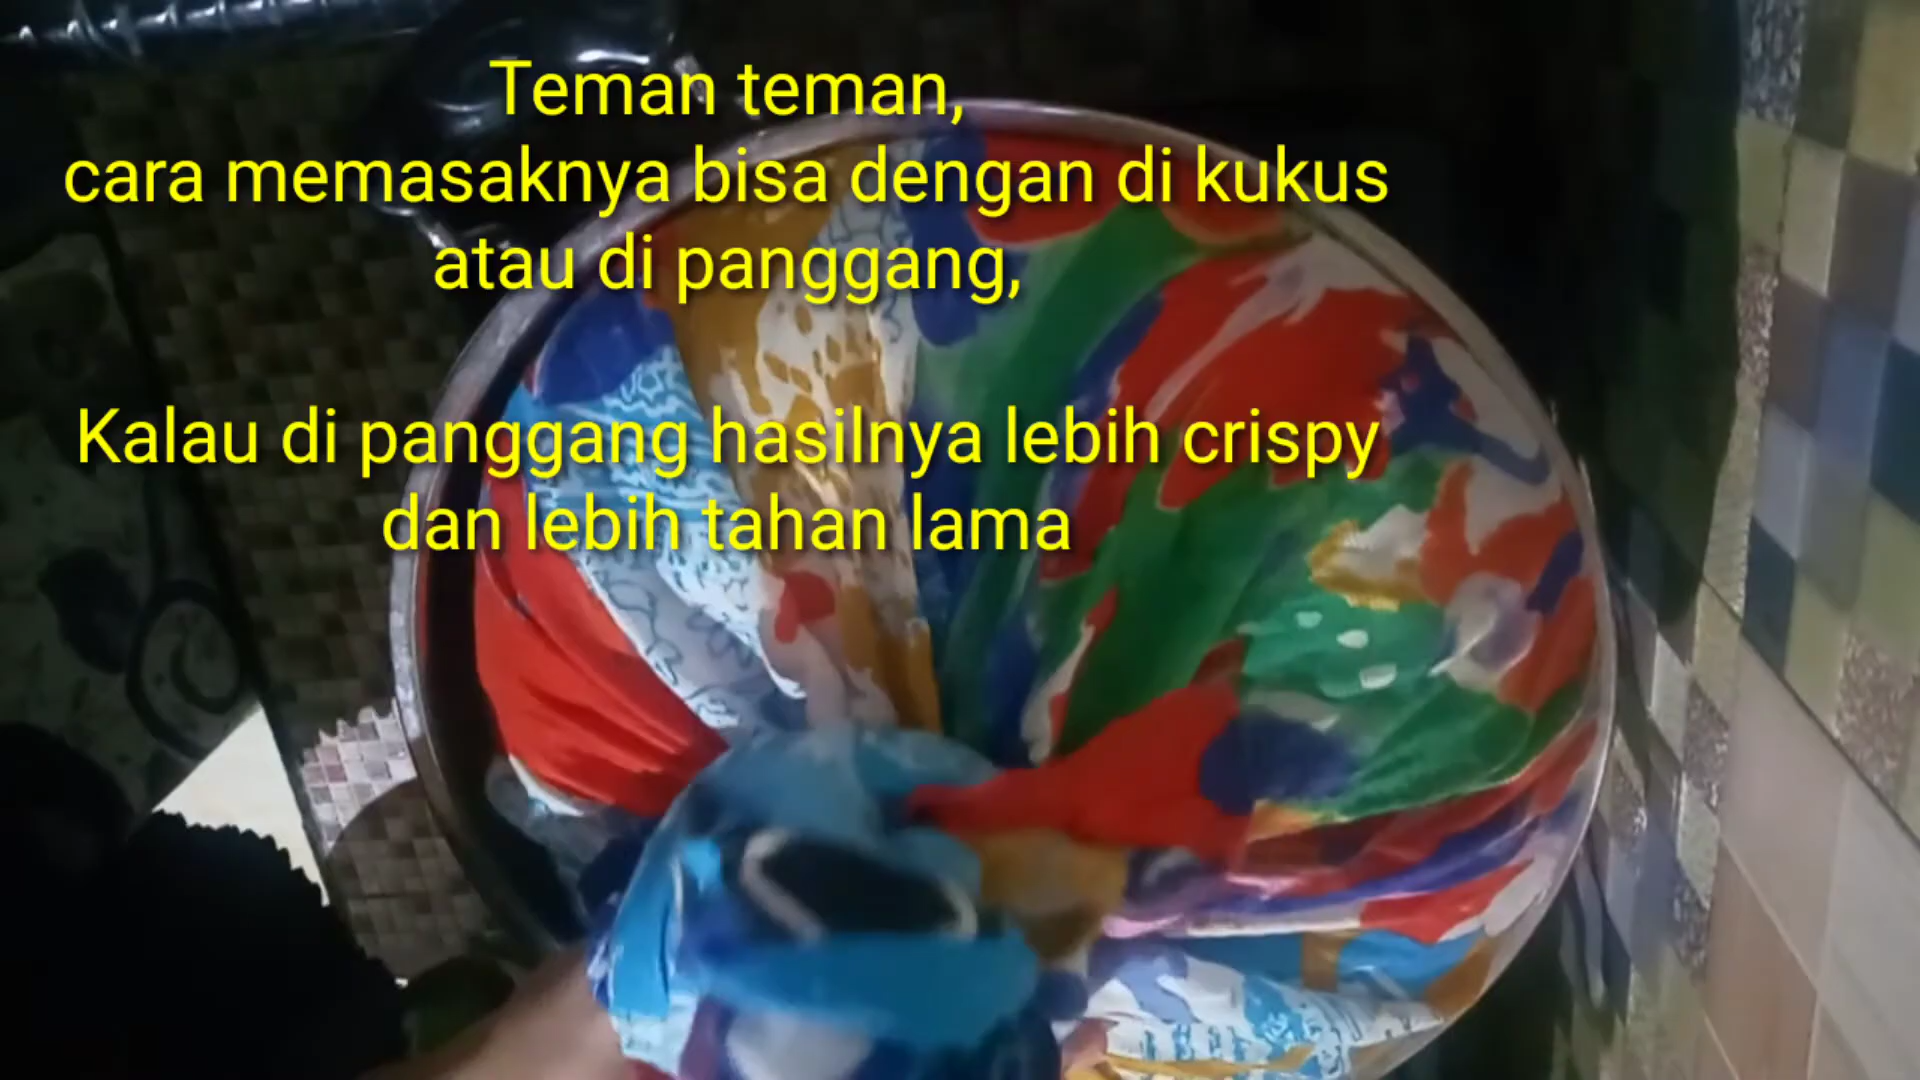 Teman teman,
cara memasaknya bisa dengan di kukus
atau di panggang,
Kalau di panggang hasilnya lebih crispy
dan lebih tahan lama